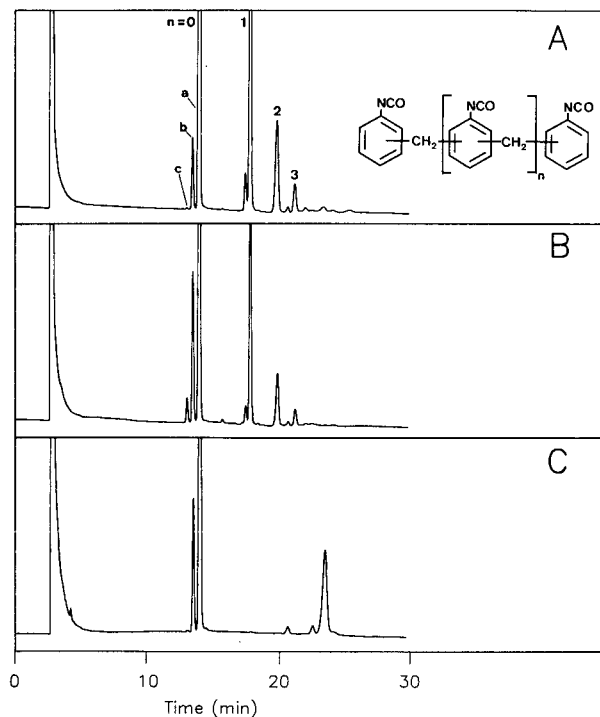 n=0 1 A
a
b
c
2
3
NCO NCO NCO
CH₂ CH₂
n
B
C
0 10 20 30
Time (min)